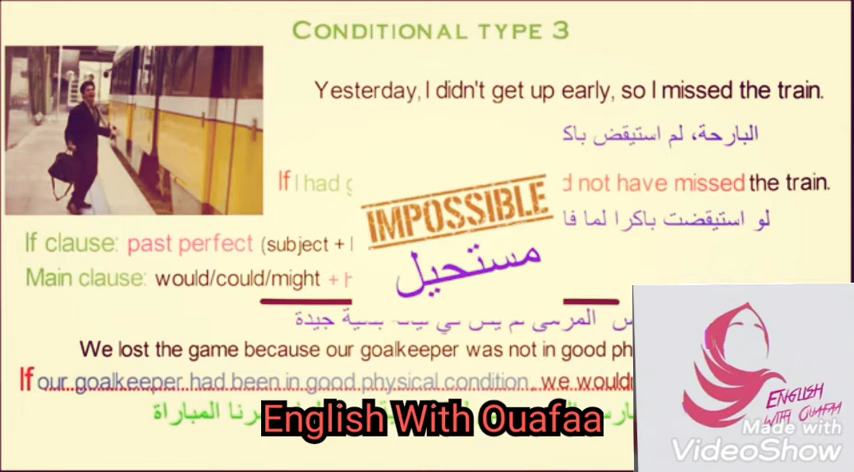 CONDITIONAL TYPE 3
Yesterday, I didn't get up early, so I missed the train.
البارحة، لم استيقض
If I had not have missed the train.
لو استيقضت باكرا لما
IMPOSSIBLE
مستحيل
If clause: past perfect (subject +
Main clause: would/could/might +
المرمى جيدة
We lost the game because our goalkeeper was not in good
If our goalkeeper had been in good physical condition, we
المباراة
English With Ouafaa
ENGLISH
WITH OUAFAA
Made with
VideoShow